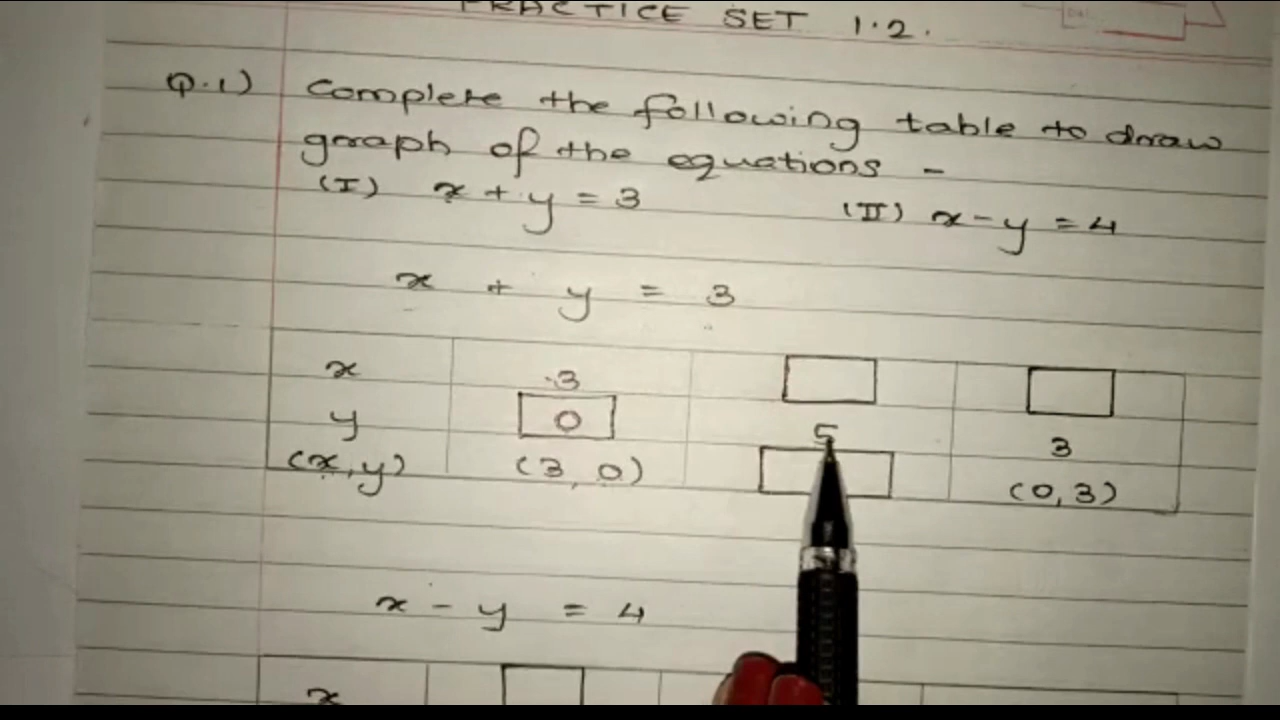 PRACTICE SET 1.2.
Q.1) Complete the following table to draw
graph of the equations -
(I) x + y = 3 (II) x - y = 4
x + y = 3
x 3
y 0 5 3
(x, y) (3, 0) (0, 3)
x - y = 4
x